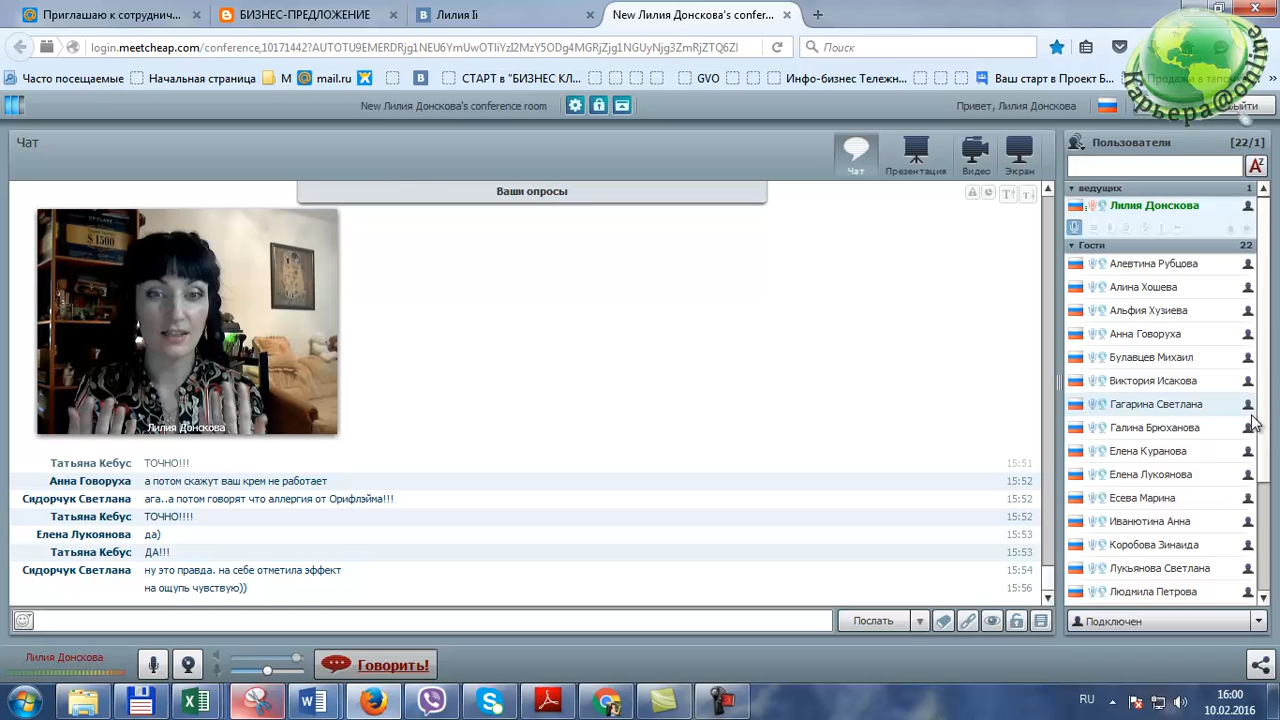 Приглашаю к сотруднич...
БИЗНЕС-ПРЕДЛОЖЕНИЕ
Лилия Ii
New Лилия Донскова's confer...
Поиск
Часто посещаемые
Начальная страница
М
mail.ru
СТАРТ в "БИЗНЕС КЛ...
GVO
Инфо-бизнес Тележн...
Ваш старт в Проект Б...
Карьера@online
New Лилия Донскова's conference room
Привет, Лилия Донскова
Чат
Чат
Презентация
Видео
Экран
Пользователи [22/1]
Ваши опросы
ведущих 1
Лилия Донскова
Гости 22
Алевтина Рубцова
Алина Хошева
Альфия Хузиева
Анна Говоруха
Булавцев Михаил
Виктория Исакова
Гагарина Светлана
Галина Брюханова
Елена Куранова
Елена Лукоянова
Есева Марина
Иванютина Анна
Коробова Зинаида
Лукьянова Светлана
Людмила Петрова
$1500
Лилия Донскова
Татьяна Кебус ТОЧНО!!! 15:51
Анна Говоруха а потом скажут ваш крем не работает 15:52
Сидорчук Светлана ага..а потом говорят что аллергия от Орифлэйма!!! 15:52
Татьяна Кебус ТОЧНО!!!! 15:52
Елена Лукоянова да) 15:53
Татьяна Кебус ДА!!! 15:53
Сидорчук Светлана ну это правда. на себе отметила эффект 15:54
на ощупь чувствую)) 15:56
Послать
Подключен
Лилия Донскова
Говорить!
RU
16:00
10.02.2016